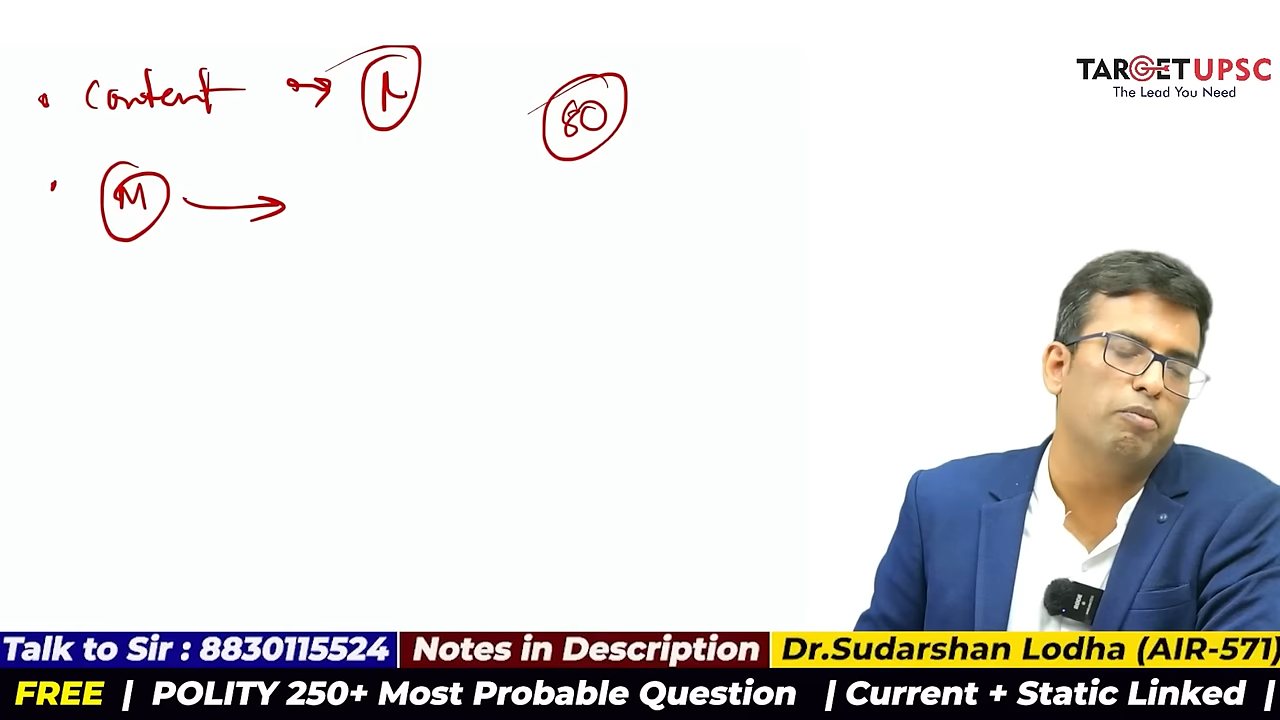 • Content → 80
TARGETUPSC
The Lead You Need
• M →
Talk to Sir : 8830115524 Notes in Description Dr.Sudarshan Lodha (AIR-571)
FREE | POLITY 250+ Most Probable Question | Current + Static Linked |